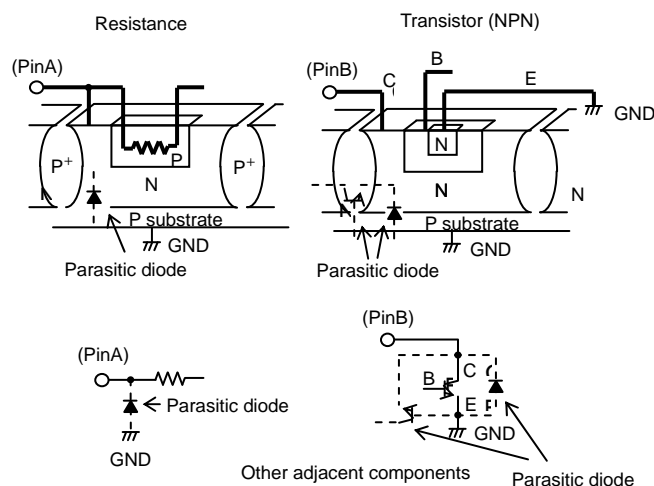 Resistance
Transistor (NPN)
(PinA)
(PinB)
C
B
E
GND
P+
P
P+
N
N
N
N
P substrate
GND
Parasitic diode
P substrate
GND
Parasitic diode
(PinA)
Parasitic diode
GND
(PinB)
C
B
E
GND
Other adjacent components
Parasitic diode